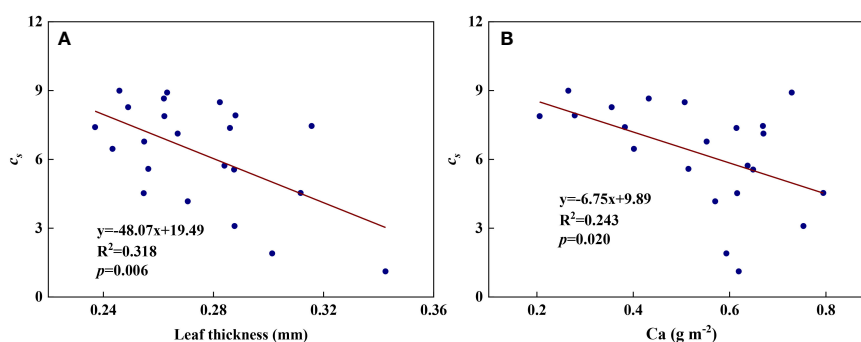 A
12
9
6
3
0
c_s
y=-48.07x+19.49
R²=0.318
p=0.006
0.24
0.28
0.32
0.36
Leaf thickness (mm)
B
12
9
6
3
0
c_s
y=-6.75x+9.89
R²=0.243
p=0.020
0.2
0.4
0.6
0.8
Ca (g m⁻²)